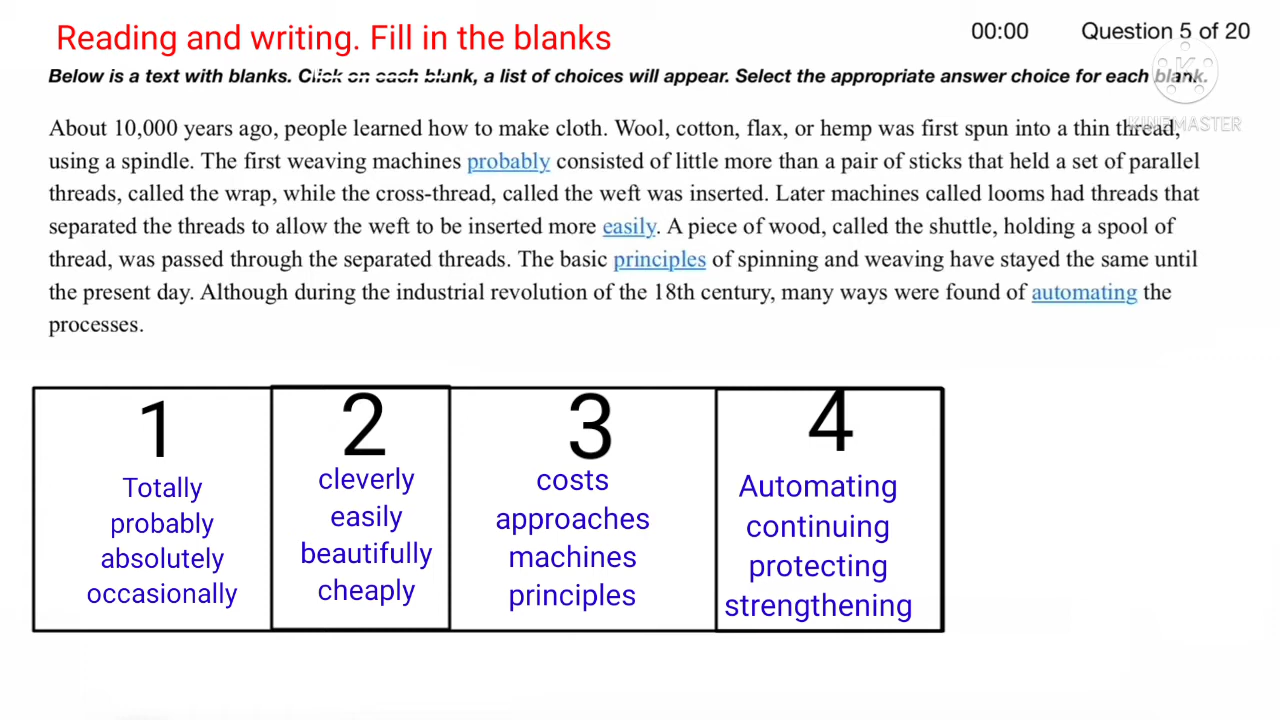 Reading and writing. Fill in the blanks
00:00 Question 5 of 20
Below is a text with blanks. Click on each blank, a list of choices will appear. Select the appropriate answer choice for each blank.
KINEMASTER
About 10,000 years ago, people learned how to make cloth. Wool, cotton, flax, or hemp was first spun into a thin thread,
using a spindle. The first weaving machines probably consisted of little more than a pair of sticks that held a set of parallel
threads, called the wrap, while the cross-thread, called the weft was inserted. Later machines called looms had threads that
separated the threads to allow the weft to be inserted more easily. A piece of wood, called the shuttle, holding a spool of
thread, was passed through the separated threads. The basic principles of spinning and weaving have stayed the same until
the present day. Although during the industrial revolution of the 18th century, many ways were found of automating the
processes.
1
Totally
probably
absolutely
occasionally
2
cleverly
easily
beautifully
cheaply
3
costs
approaches
machines
principles
4
Automating
continuing
protecting
strengthening